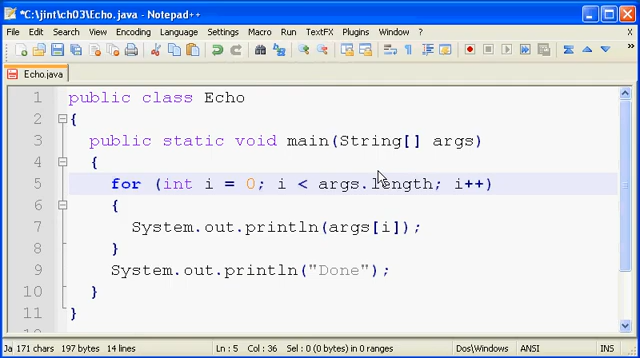 *C:\jint\ch03\Echo.java - Notepad++
File Edit Search View Encoding Language Settings Macro Run TextFX Plugins Window ? X
Echo.java
1 public class Echo
2 {
3 public static void main(String[] args)
4 {
5 for (int i = 0; i < args.length; i++)
6 {
7 System.out.println(args[i]);
8 }
9 System.out.println("Done");
10 }
11 }
Ja 171 chars 197 bytes 14 lines Ln : 5 Col : 36 Sel : 0 (0 bytes) in 0 ranges Dos\Windows ANSI INS